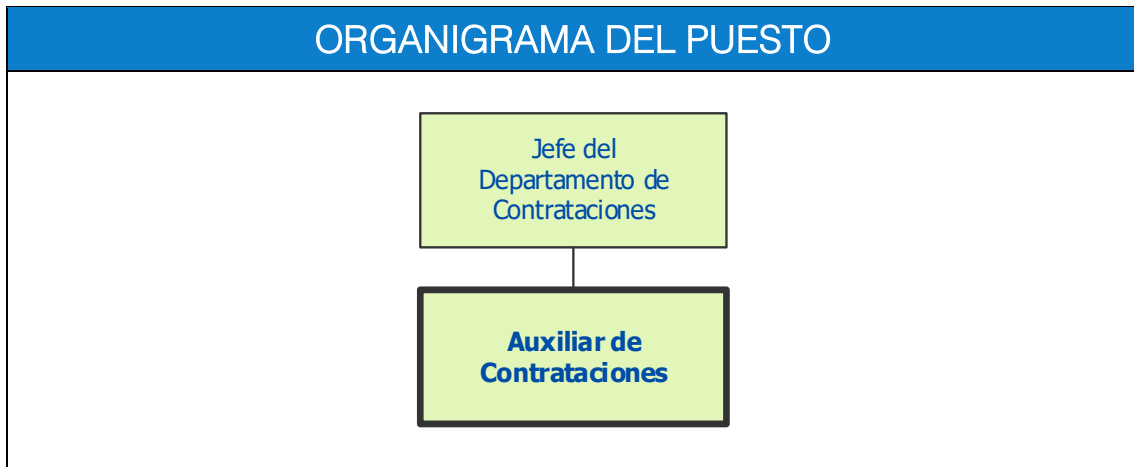 ORGANIGRAMA DEL PUESTO
Jefe del
Departamento de
Contrataciones
Auxiliar de
Contrataciones